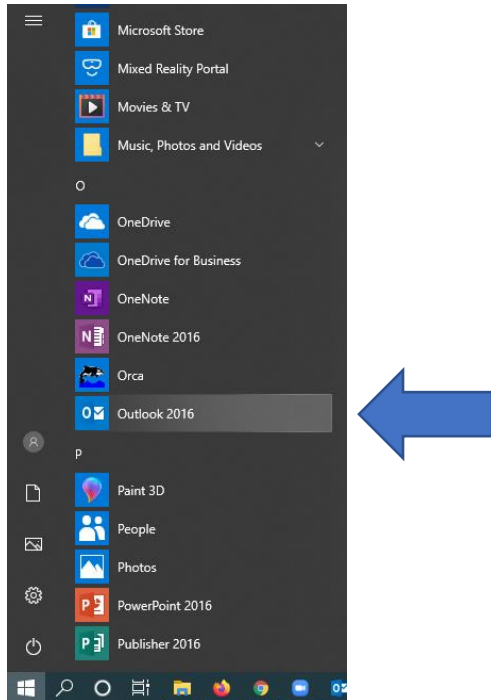 Microsoft Store
Mixed Reality Portal
Movies & TV
Music, Photos and Videos
O
OneDrive
OneDrive for Business
OneNote
OneNote 2016
Orca
Outlook 2016
P
Paint 3D
People
Photos
PowerPoint 2016
Publisher 2016